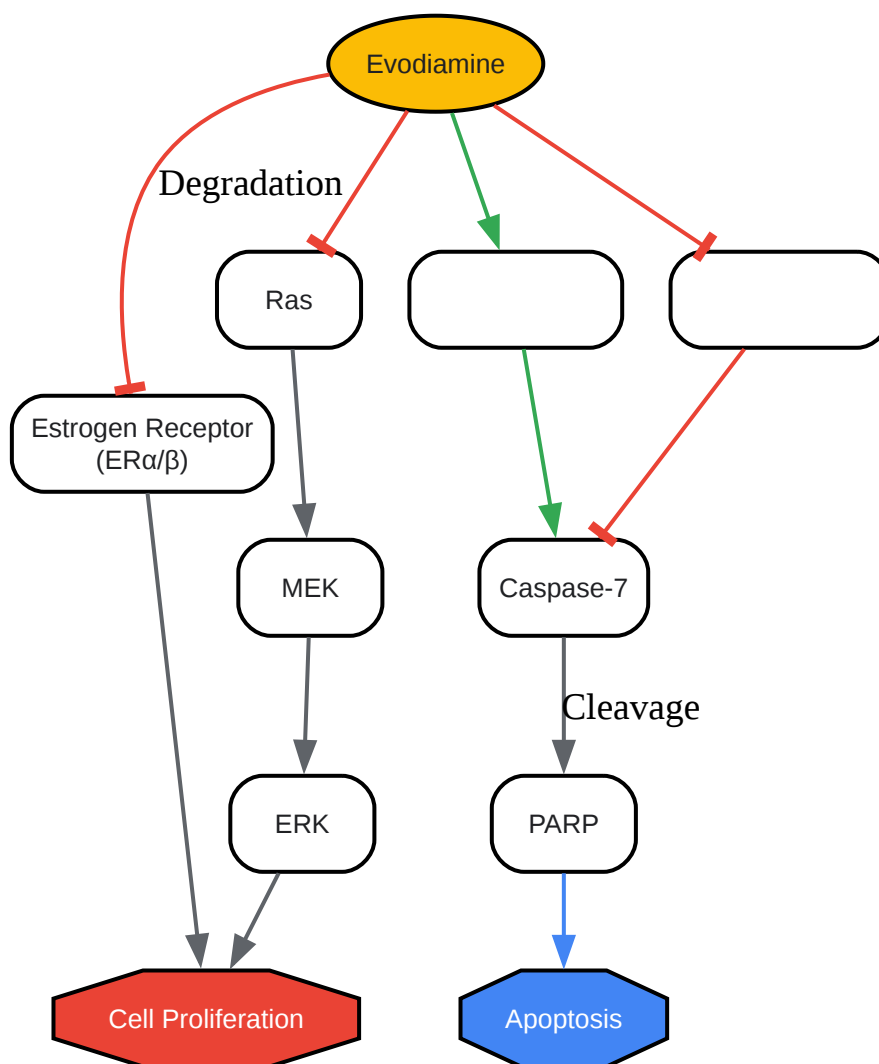 Evodiamine
Degradation
Ras
Estrogen Receptor
(ERα/β)
MEK
Caspase-7
Cleavage
ERK
PARP
Cell Proliferation
Apoptosis